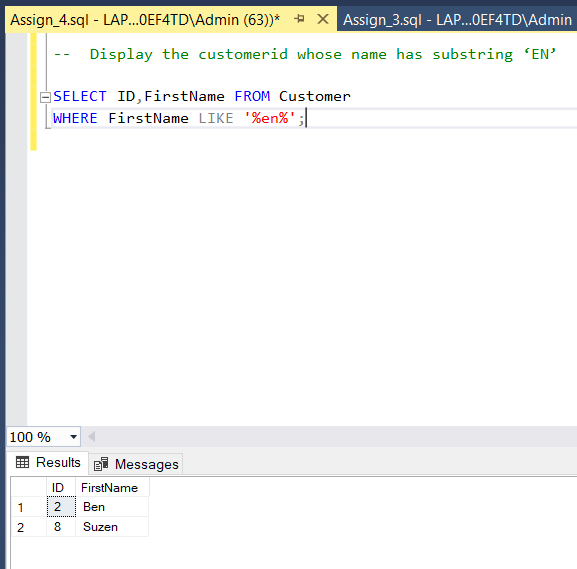 Assign_4.sql - LAP...0EF4TD\Admin (63))* Assign_3.sql - LAP...0EF4TD\Admin
-- Display the customerid whose name has substring ‘EN’
SELECT ID,FirstName FROM Customer
WHERE FirstName LIKE '%en%';
100 %
Results Messages
ID FirstName
1 2 Ben
2 8 Suzen